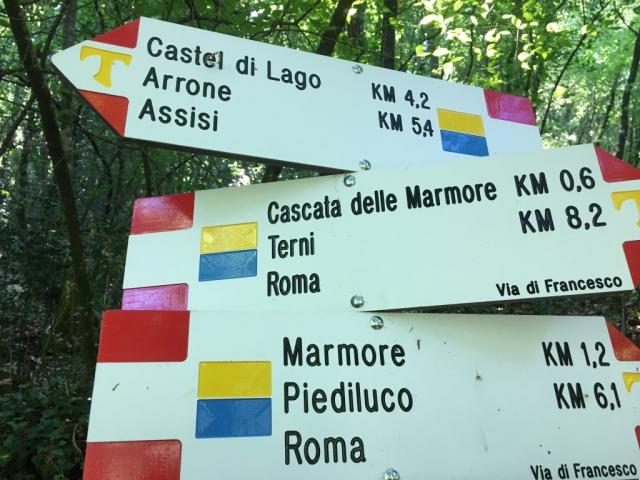 Castel di Lago KM 4,2
Arrone KM 5,4
Assisi
Cascata delle Marmore KM 0.6
Terni KM 8,2
Roma
Via di Francesco
Marmore KM 1,2
Piediluco KM 6,1
Roma
Via di Francesco